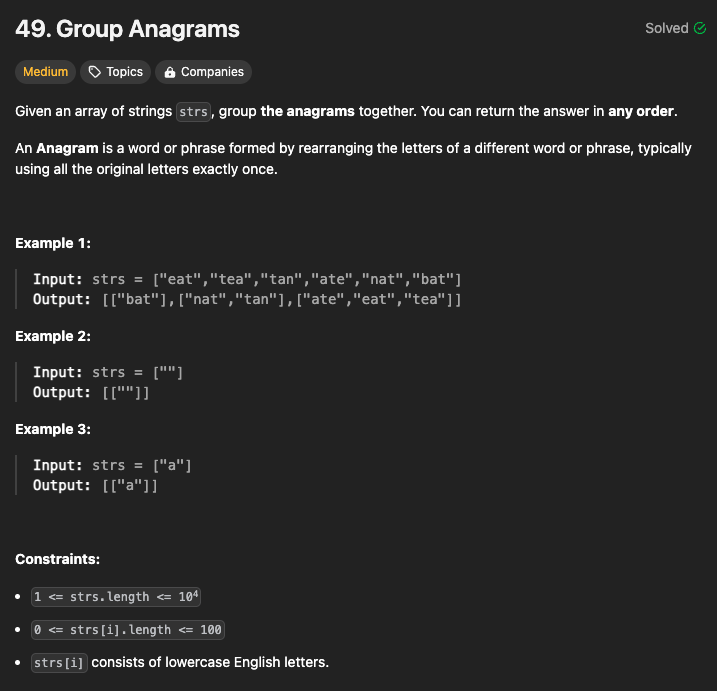 49. Group Anagrams
Solved
Medium
Topics
Companies
Given an array of strings strs, group the anagrams together. You can return the answer in any order.
An Anagram is a word or phrase formed by rearranging the letters of a different word or phrase, typically
using all the original letters exactly once.
Example 1:
Input: strs = ["eat","tea","tan","ate","nat","bat"]
Output: [["bat"],["nat","tan"],["ate","eat","tea"]]
Example 2:
Input: strs = [""]
Output: [[""]]
Example 3:
Input: strs = ["a"]
Output: [["a"]]
Constraints:
• 1 <= strs.length <= 10⁴
• 0 <= strs[i].length <= 100
• strs[i] consists of lowercase English letters.